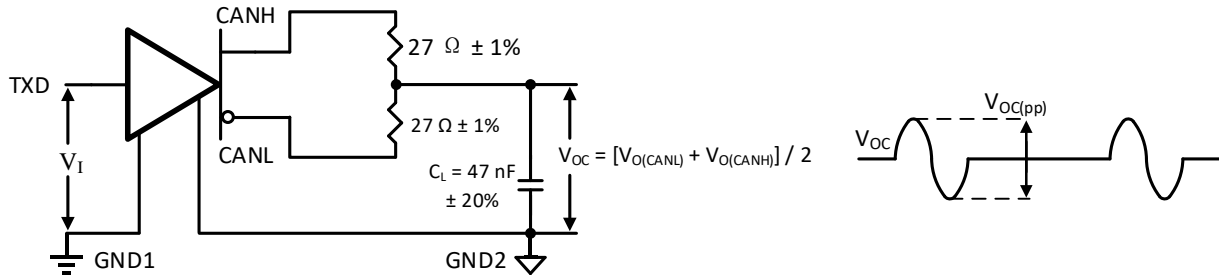 CANH
27 Ω ± 1%
TXD
27 Ω ± 1%
V_I
CANL
C_L = 47 nF
± 20%
V_OC = [V_O(CANL) + V_O(CANH)] / 2
GND1
GND2
V_OC(pp)
V_OC